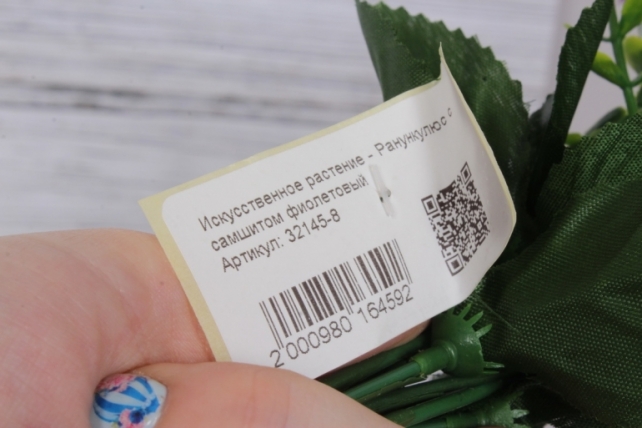 Искусственное растение - Ранункулюс с
самшитом фиолетовый
Артикул: 32145-8
2 000980 164592